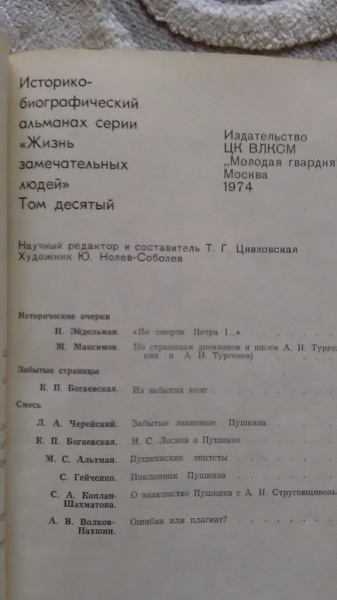 Историко-
биографический
альманах серии
«Жизнь
замечательных
людей»
Том десятый
Издательство
ЦК ВЛКСМ
„Молодая гвардия
Москва
1974
Научный редактор и составитель Т. Г. Цявловская
Художник Ю. Нолев-Соболев
Исторические очерки
Н. Эйдельман. «По смерти Петра I...»
М. Максимов. По страницам дневников и писем А. И. Турге-
нева и А. И. Тургенев)
Забытые страницы
К. П. Богаевская. Из забытых книг
Смесь
Л. А. Черейский. Забытые знакомые Пушкина
К. П. Богаевская. Н. С. Лесков о Пушкине
М. С. Альтман. Пушкинские эпитеты
С. Гейченко. Поклонник Пушкина
С. А. Коплан- О знакомстве Пушкина с А. Н. Струговщиковы
Шахматова.
А. В. Волков- Ошибка или плагиат?
Нахшин.